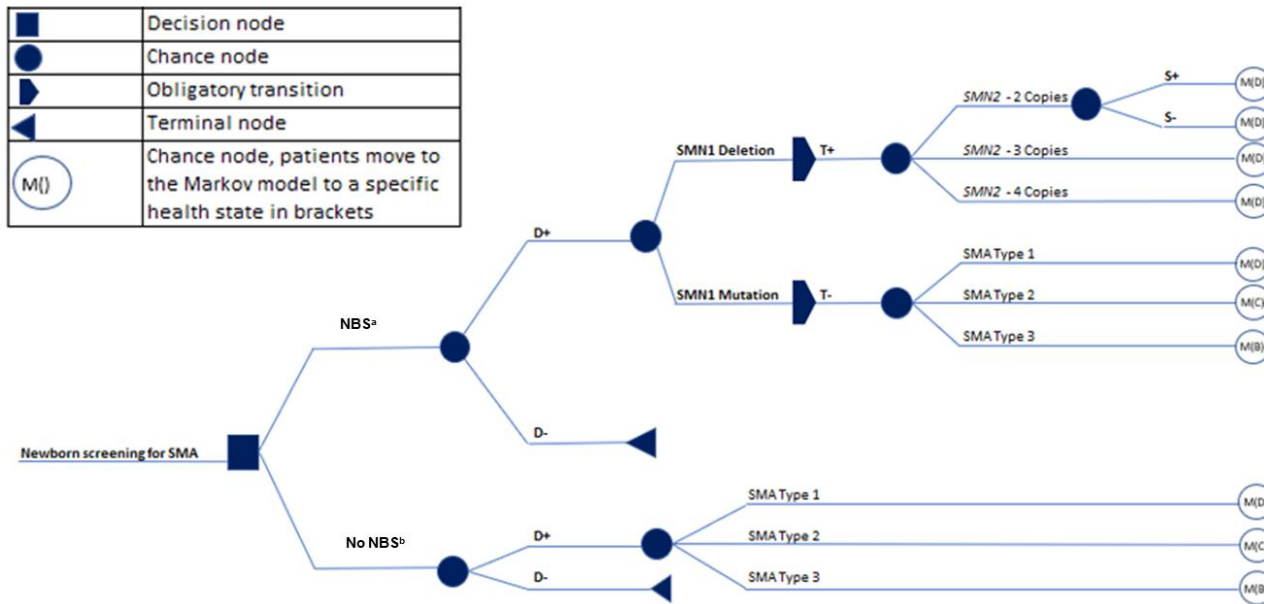 Decision node
Chance node
Obligatory transition
Terminal node
M()
Chance node, patients move to
the Markov model to a specific
health state in brackets
S+
M(D)
SMN2 - 2 Copies
S-
M(D)
SMN1 Deletion
T+
SMN2 - 3 Copies
M(D)
SMN2 - 4 Copies
M(D)
D+
SMA Type 1
M(D)
SMN1 Mutation
T-
SMA Type 2
M(C)
NBSᵃ
SMA Type 3
M(B)
D-
Newborn screening for SMA
SMA Type 1
M(D
No NBSᵇ
D+
SMA Type 2
M(C
D-
SMA Type 3
M(B